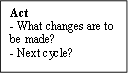 Act
- What changes are to
be made?
- Next cycle?